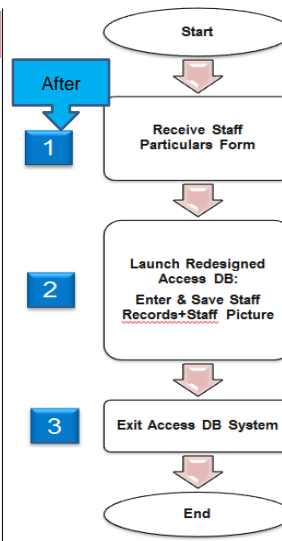 Start
After
1
Receive Staff
Particulars Form
2
Launch Redesigned
Access DB:
Enter & Save Staff
Records+Staff Picture
3
Exit Access DB System
End